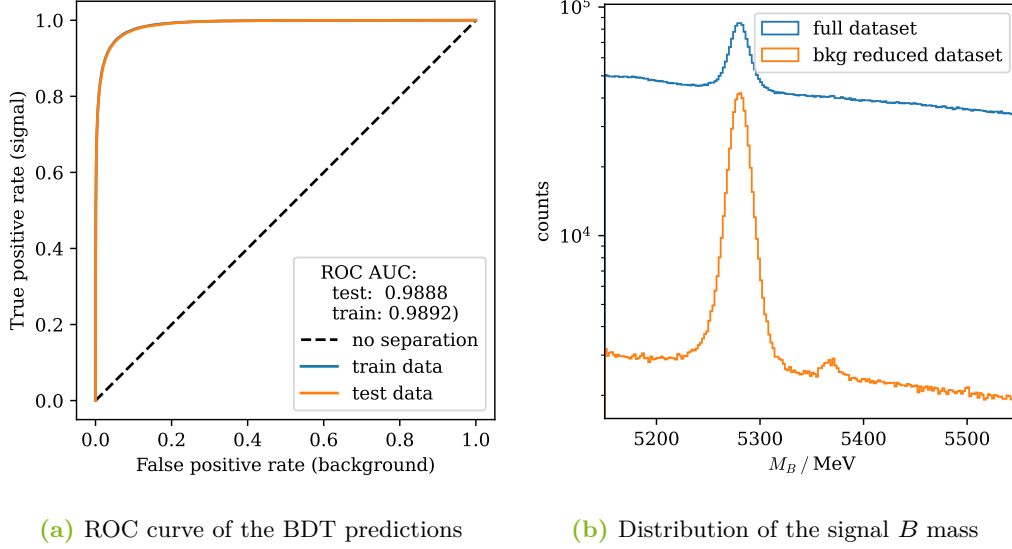 1.0
0.8
0.6
0.4
0.2
0.0
True positive rate (signal)
ROC AUC:
test: 0.9888
train: 0.9892)
no separation
train data
test data
0.0 0.2 0.4 0.6 0.8 1.0
False positive rate (background)
(a) ROC curve of the BDT predictions
10⁵
10⁴
counts
full dataset
bkg reduced dataset
5200 5300 5400 5500
M_B / MeV
(b) Distribution of the signal B mass